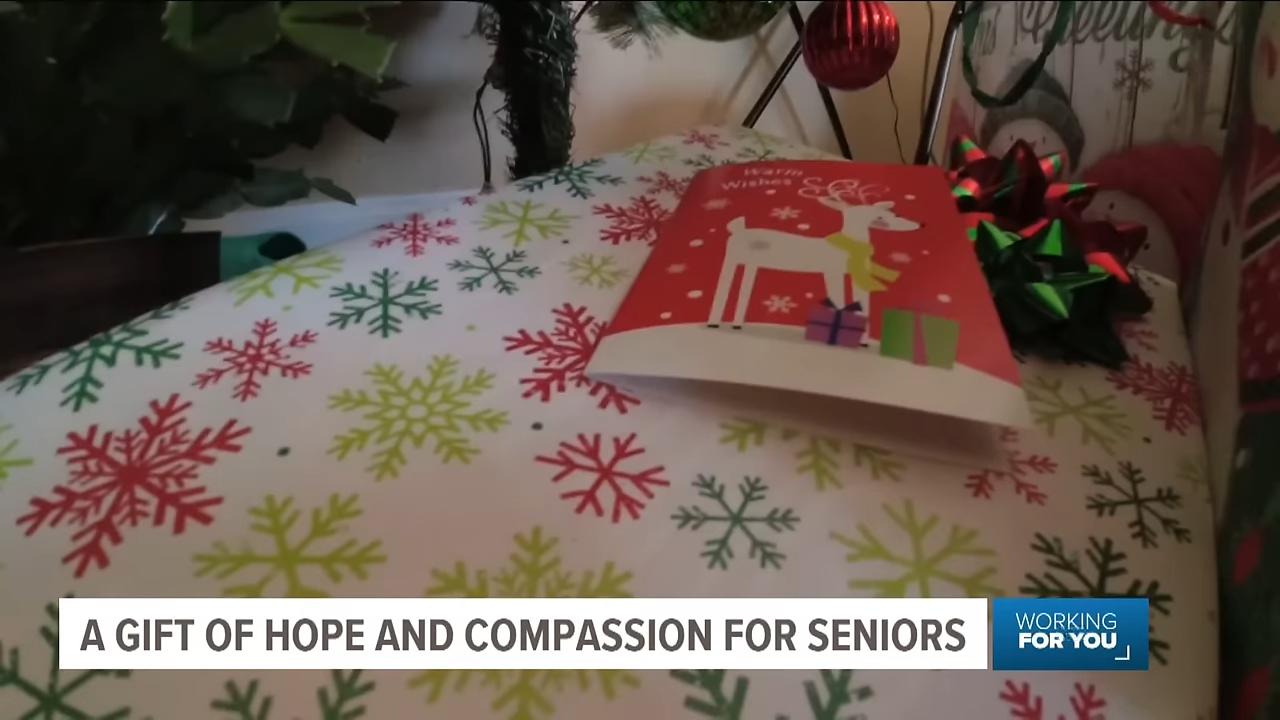 Warm
Wishes
A GIFT OF HOPE AND COMPASSION FOR SENIORS
WORKING
FOR YOU